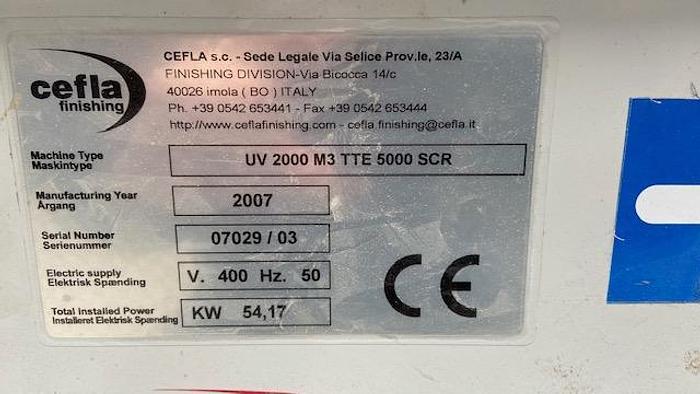 cefla
finishing
CEFLA s.c. - Sede Legale Via Selice Prov.le, 23/A
FINISHING DIVISION-Via Bicocca 14/c
40026 imola ( BO ) ITALY
Ph. +39 0542 653441 - Fax +39 0542 653444
http://www.ceflafinishing.com - cefla.finishing@cefla.it
Machine Type
Maskintype
UV 2000 M3 TTE 5000 SCR
Manufacturing Year
Årgang
2007
Serial Number
Serienummer
07029 / 03
Electric supply
Elektrisk Spænding
V. 400 Hz. 50
Total Installed Power
Installeret Elektrisk Spænding
KW 54,17
CE